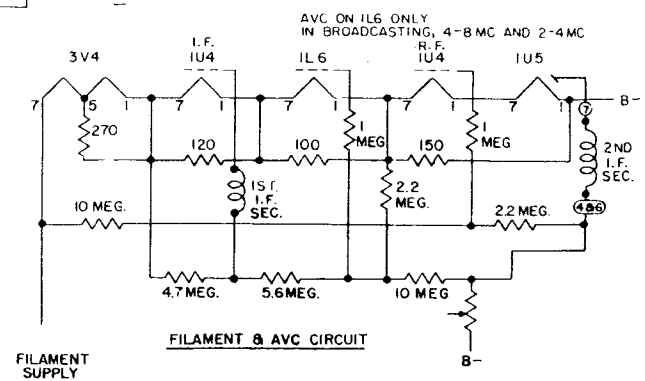 AVC ON 1L6 ONLY
IN BROADCASTING, 4-8 MC AND 2-4 MC
3V4
I.F.
1U4
1L6
R.F.
1U4
1U5
7 5 1 7 1 7 1 7 1 7 1 7 B-
270
120
100
1
MEG
150
1
MEG
2ND
I.F.
SEC.
1ST.
I.F.
SEC.
2.2
MEG.
10 MEG.
2.2 MEG.
4&6
4.7 MEG.
5.6 MEG.
10 MEG
FILAMENT & AVC CIRCUIT
B-
FILAMENT
SUPPLY